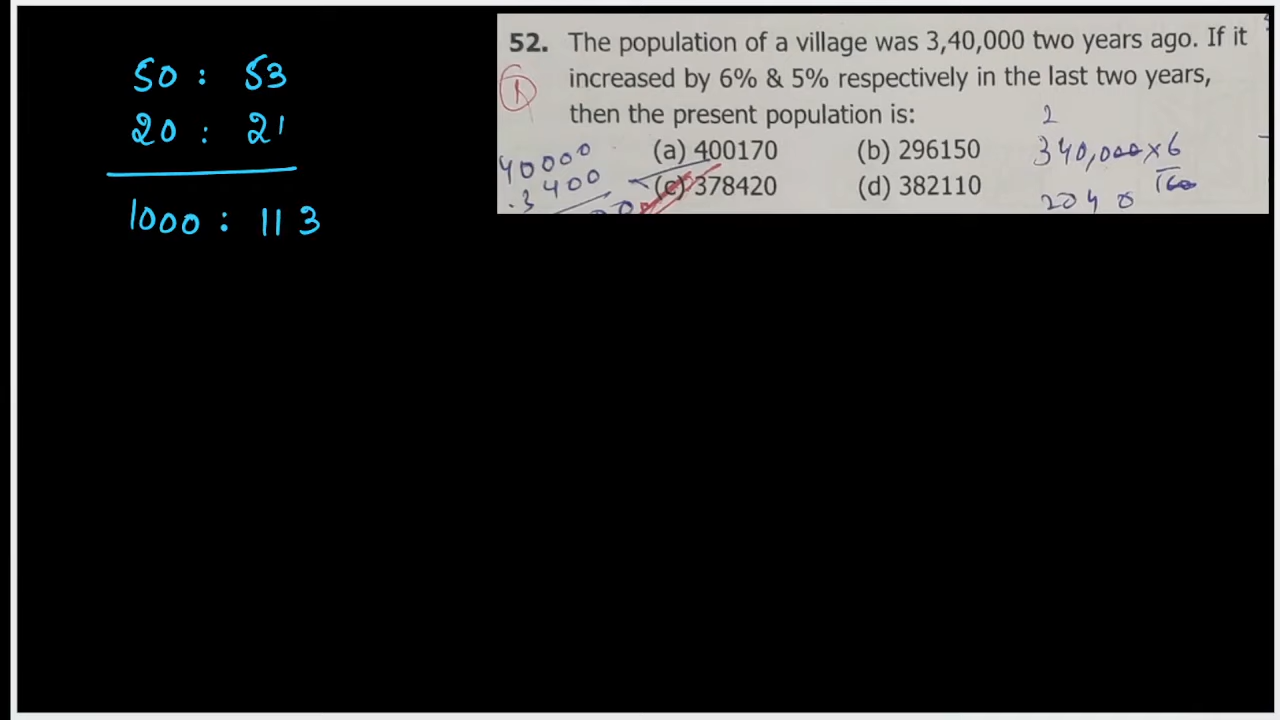 50 : 53
20 : 21
1000 : 113
52. The population of a village was 3,40,000 two years ago. If it
increased by 6% & 5% respectively in the last two years,
then the present population is:
(a) 400170 (b) 296150
(c) 378420 (d) 382110
2
340,000×6
100
2040
40000
3400